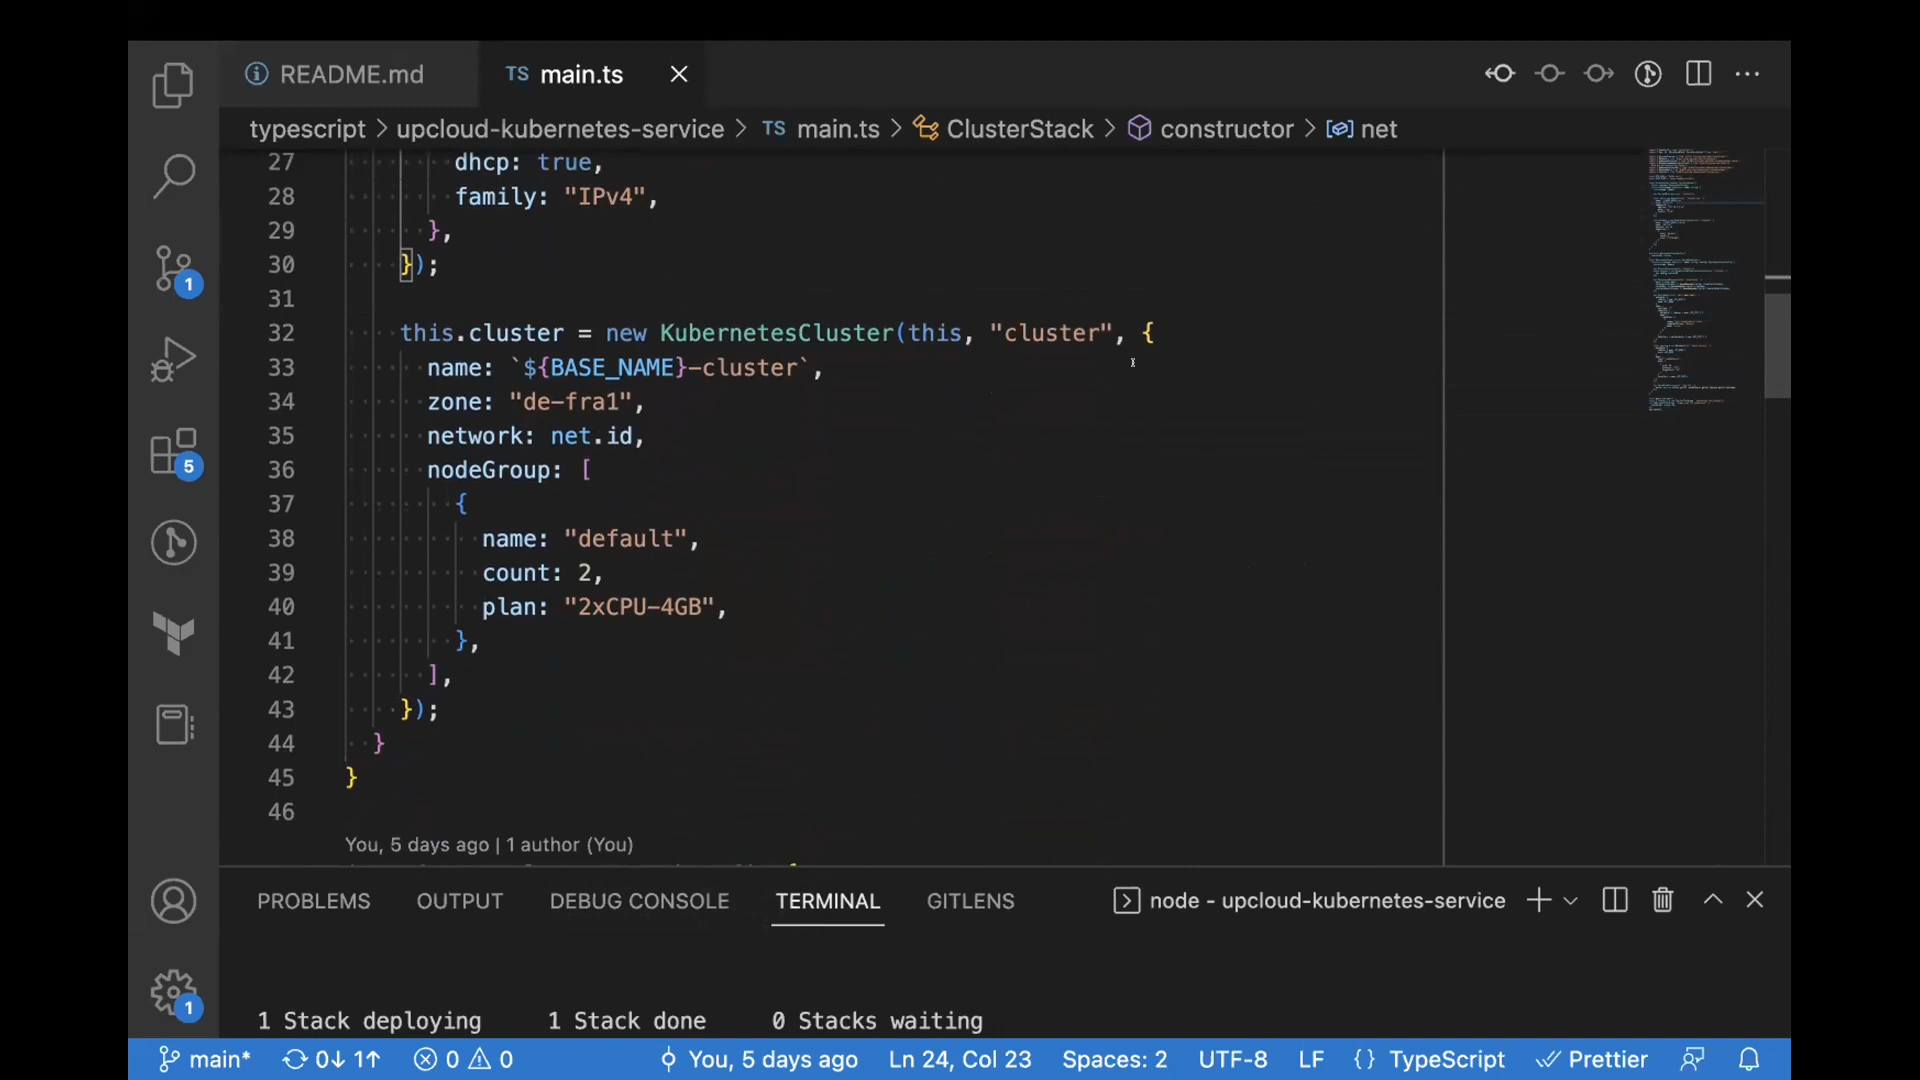 README.md
TS main.ts
typescript > upcloud-kubernetes-service > TS main.ts > ClusterStack > constructor > net
27 dhcp: true,
28 family: "IPv4",
29 },
30 });
31
32 this.cluster = new KubernetesCluster(this, "cluster", {
33 name: `${BASE_NAME}-cluster`,
34 zone: "de-fra1",
35 network: net.id,
36 nodeGroup: [
37 {
38 name: "default",
39 count: 2,
40 plan: "2xCPU-4GB",
41 },
42 ],
43 });
44 }
45 }
46
You, 5 days ago | 1 author (You)
1
5
1
PROBLEMS OUTPUT DEBUG CONSOLE TERMINAL GITLENS node - upcloud-kubernetes-service
1 Stack deploying 1 Stack done 0 Stacks waiting
main* 0↓ 1↑ 0 0 You, 5 days ago Ln 24, Col 23 Spaces: 2 UTF-8 LF {} TypeScript Prettier